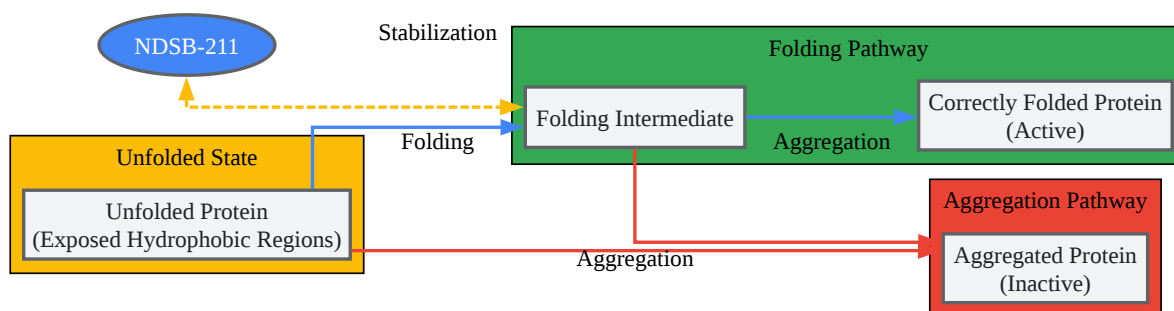 NDSB-211
Stabilization
Folding Pathway
Folding Intermediate
Correctly Folded Protein
(Active)
Folding
Aggregation
Unfolded State
Unfolded Protein
(Exposed Hydrophobic Regions)
Aggregation Pathway
Aggregation
Aggregated Protein
(Inactive)